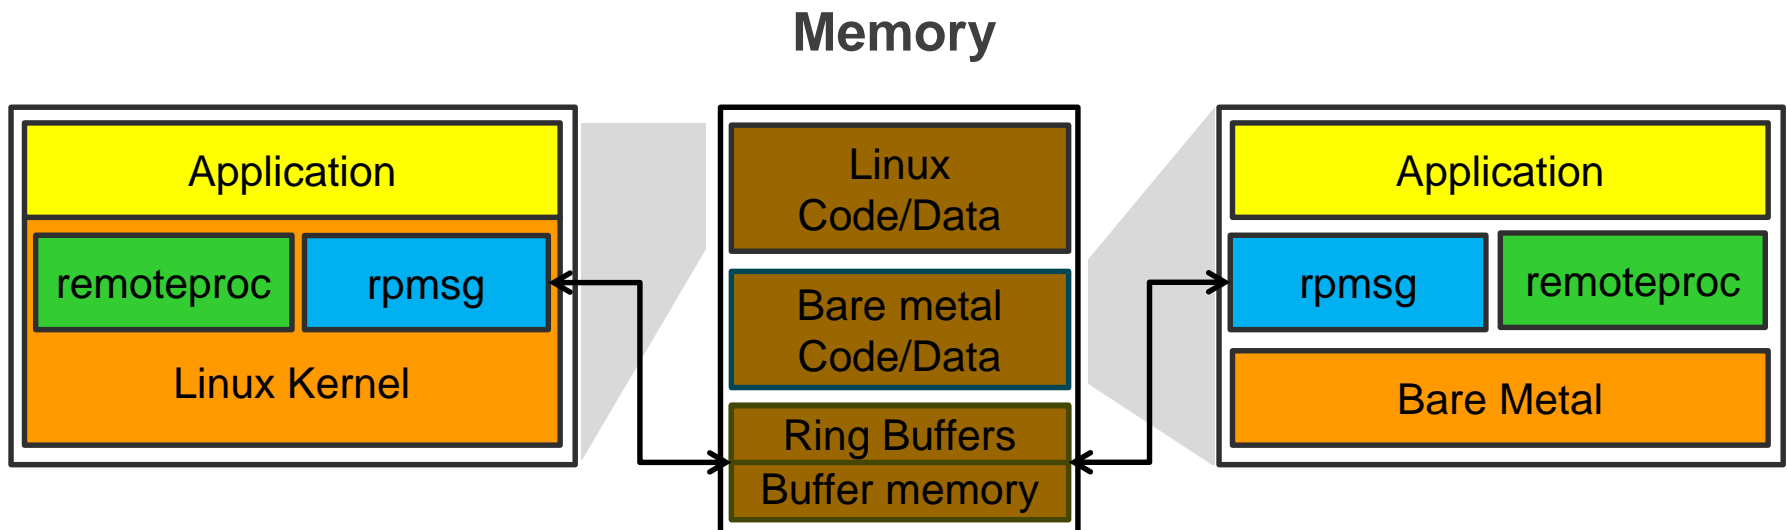 Memory
Application
remoteproc
rpmsg
Linux Kernel
Linux
Code/Data
Bare metal
Code/Data
Ring Buffers
Buffer memory
Application
rpmsg
remoteproc
Bare Metal